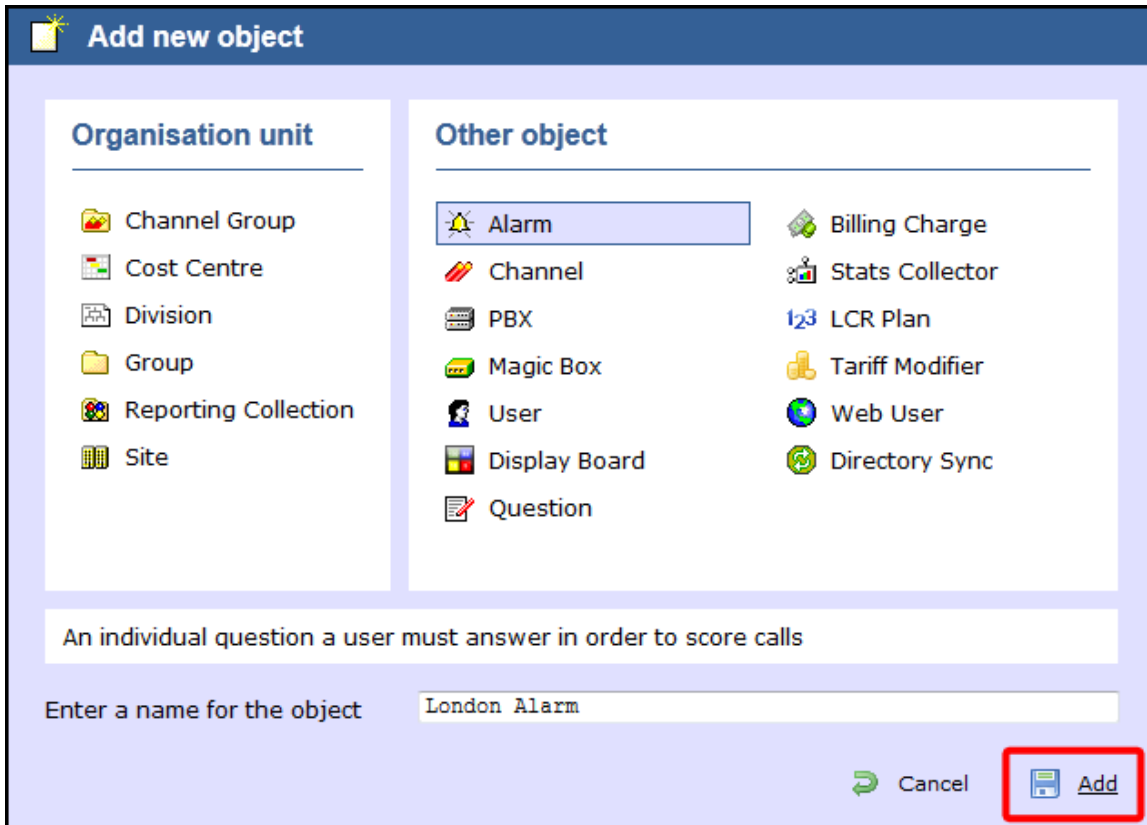 Add new object
Organisation unit
Channel Group
Cost Centre
Division
Group
Reporting Collection
Site
Other object
Alarm
Channel
PBX
Magic Box
User
Display Board
Question
Billing Charge
Stats Collector
123 LCR Plan
Tariff Modifier
Web User
Directory Sync
An individual question a user must answer in order to score calls
Enter a name for the object
London Alarm
Cancel
Add